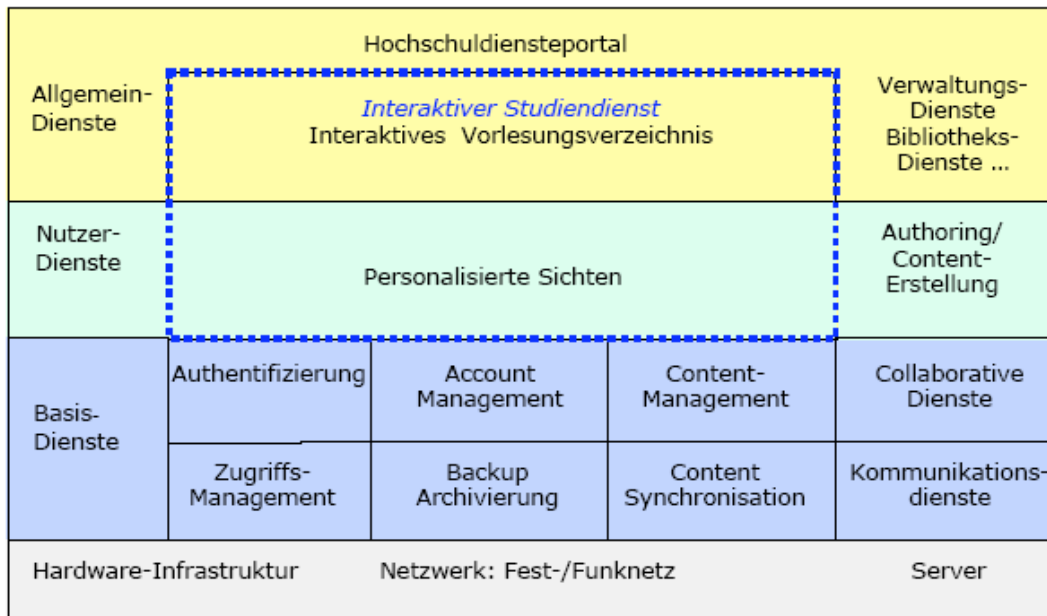 Hochschuldiensteportal
Allgemein-
Dienste
Interaktiver Studiendienst
Interaktives Vorlesungsverzeichnis
Verwaltungs-
Dienste
Bibliotheks-
Dienste ...
Nutzer-
Dienste
Personalisierte Sichten
Authoring/
Content-
Erstellung
Basis-
Dienste
Authentifizierung
Account
Management
Content-
Management
Collaborative
Dienste
Zugriffs-
Management
Backup
Archivierung
Content
Synchronisation
Kommunikations-
dienste
Hardware-Infrastruktur
Netzwerk: Fest-/Funknetz
Server